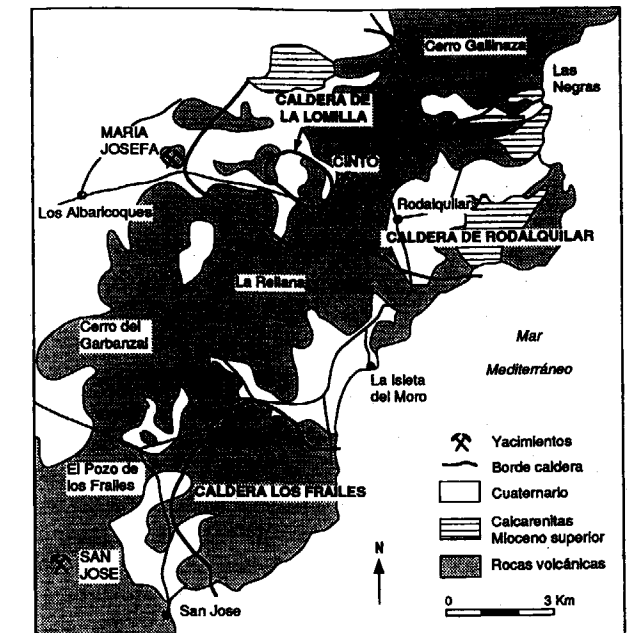 Cerro Gallinaza
Las
Negras
CALDERA DE
LA LOMILLA
MARIA
JOSEFA
CINTO
Los Albaricoques
Rodalquilar
CALDERA DE RODALQUILAR
La Rellana
Cerro del
Garbanzal
Mar
Mediterráneo
La Isleta
del Moro
El Pozo de
los Frailes
CALDERA LOS FRAILES
SAN
JOSE
San Jose
Yacimientos
Borde caldera
Cuaternario
Calcarenitas
Mioceno superior
Rocas volcánicas
N
0 3 Km